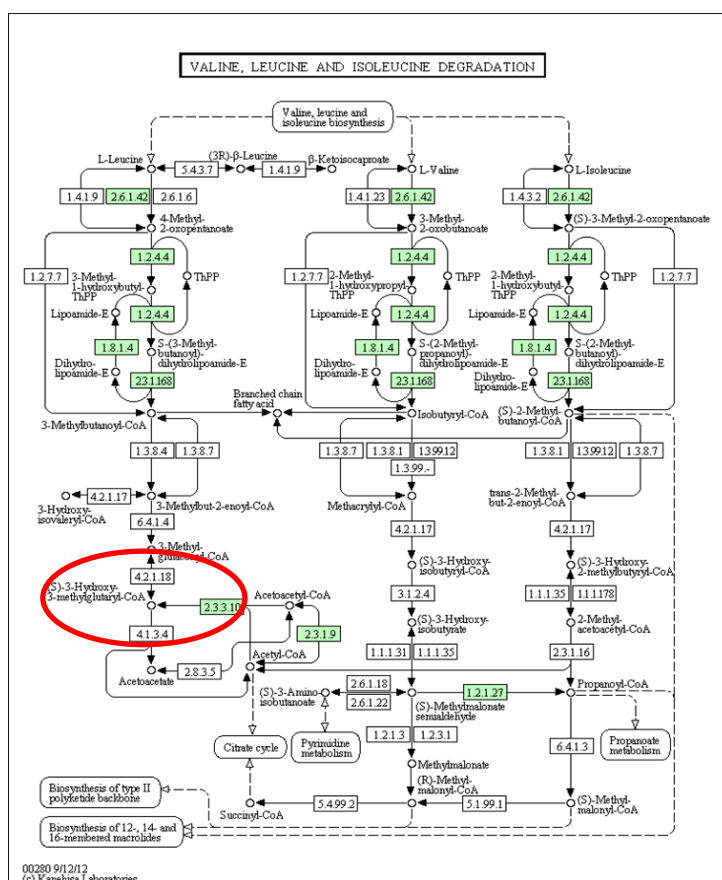 VALINE, LEUCINE AND ISOLEUCINE DEGRADATION
Valine, leucine and
isoleucine biosynthesis
L-Leucine
5.4.3.7
(3R)-β-Leucine
1.4.1.9
β-Ketoisocaproate
L-Valine
L-Isoleucine
1.4.1.9
2.6.1.42
2.6.1.6
1.4.1.23
2.6.1.42
1.4.3.2
2.6.1.42
4-Methyl-
2-oxopentanoate
3-Methyl-
2-oxobutanoate
(S)-3-Methyl-2-oxopentanoate
1.2.4.4
1.2.4.4
1.2.4.4
1.2.7.7
3-Methyl-
1-hydroxybutyl-
ThPP
ThPP
1.2.7.7
2-Methyl-
1-hydroxypropyl-
ThPP
ThPP
2-Methyl-
1-hydroxybutyl-
ThPP
ThPP
1.2.7.7
Lipoamide-E
1.2.4.4
Lipoamide-E
1.2.4.4
Lipoamide-E
1.2.4.4
1.8.1.4
S-(3-Methyl-
butanoyl)-
dihydrolipoamide-E
1.8.1.4
S-(2-Methyl-
propanoyl)-
dihydrolipoamide-E
1.8.1.4
S-(2-Methyl-
butanoyl)-
dihydrolipoamide-E
Dihydro-
lipoamide-E
2.3.1.168
Dihydro-
lipoamide-E
2.3.1.168
Dihydro-
lipoamide-E
2.3.1.168
Branched chain
fatty acid
3-Methylbutanoyl-CoA
Isobutyryl-CoA
(S)-2-Methyl-
butanoyl-CoA
1.3.8.4
1.3.8.7
1.3.8.7
1.3.8.1
1.3.99.12
1.3.99.-
1.3.8.1
1.3.99.12
1.3.8.7
4.2.1.17
3-Hydroxy-
isovaleryl-CoA
3-Methylbut-2-enoyl-CoA
Methacrylyl-CoA
trans-2-Methyl-
but-2-enoyl-CoA
6.4.1.4
4.2.1.17
4.2.1.17
3-Methyl-
glutaconyl-CoA
(S)-3-Hydroxy-
isobutyryl-CoA
(S)-3-Hydroxy-
2-methylbutyryl-CoA
4.2.1.18
(S)-3-Hydroxy-
3-methylglutaryl-CoA
2.3.3.10
Acetoacetyl-CoA
3.1.2.4
1.1.1.35
1.1.1.178
4.1.3.4
2.3.1.9
(S)-3-Hydroxy-
isobutyrate
2-Methyl-
acetoacetyl-CoA
Acetoacetate
2.8.3.5
Acetyl-CoA
1.1.1.31
1.1.1.35
2.3.1.16
(S)-3-Amino-
isobutanoate
2.6.1.18
2.6.1.22
1.2.1.27
Propanoyl-CoA
(S)-Methylmalonate
semialdehyde
Citrate cycle
Pyrimidine
metabolism
1.2.1.3
1.2.3.1
6.4.1.3
Propanoate
metabolism
Methylmalonate
Biosynthesis of type II
polyketide backbone
(R)-Methyl-
malonyl-CoA
Succinyl-CoA
5.4.99.2
5.1.99.1
(S)-Methyl-
malonyl-CoA
Biosynthesis of 12-, 14- and
16-membered macrolides
00280 9/12/12
(c) Kanehisa Laboratories